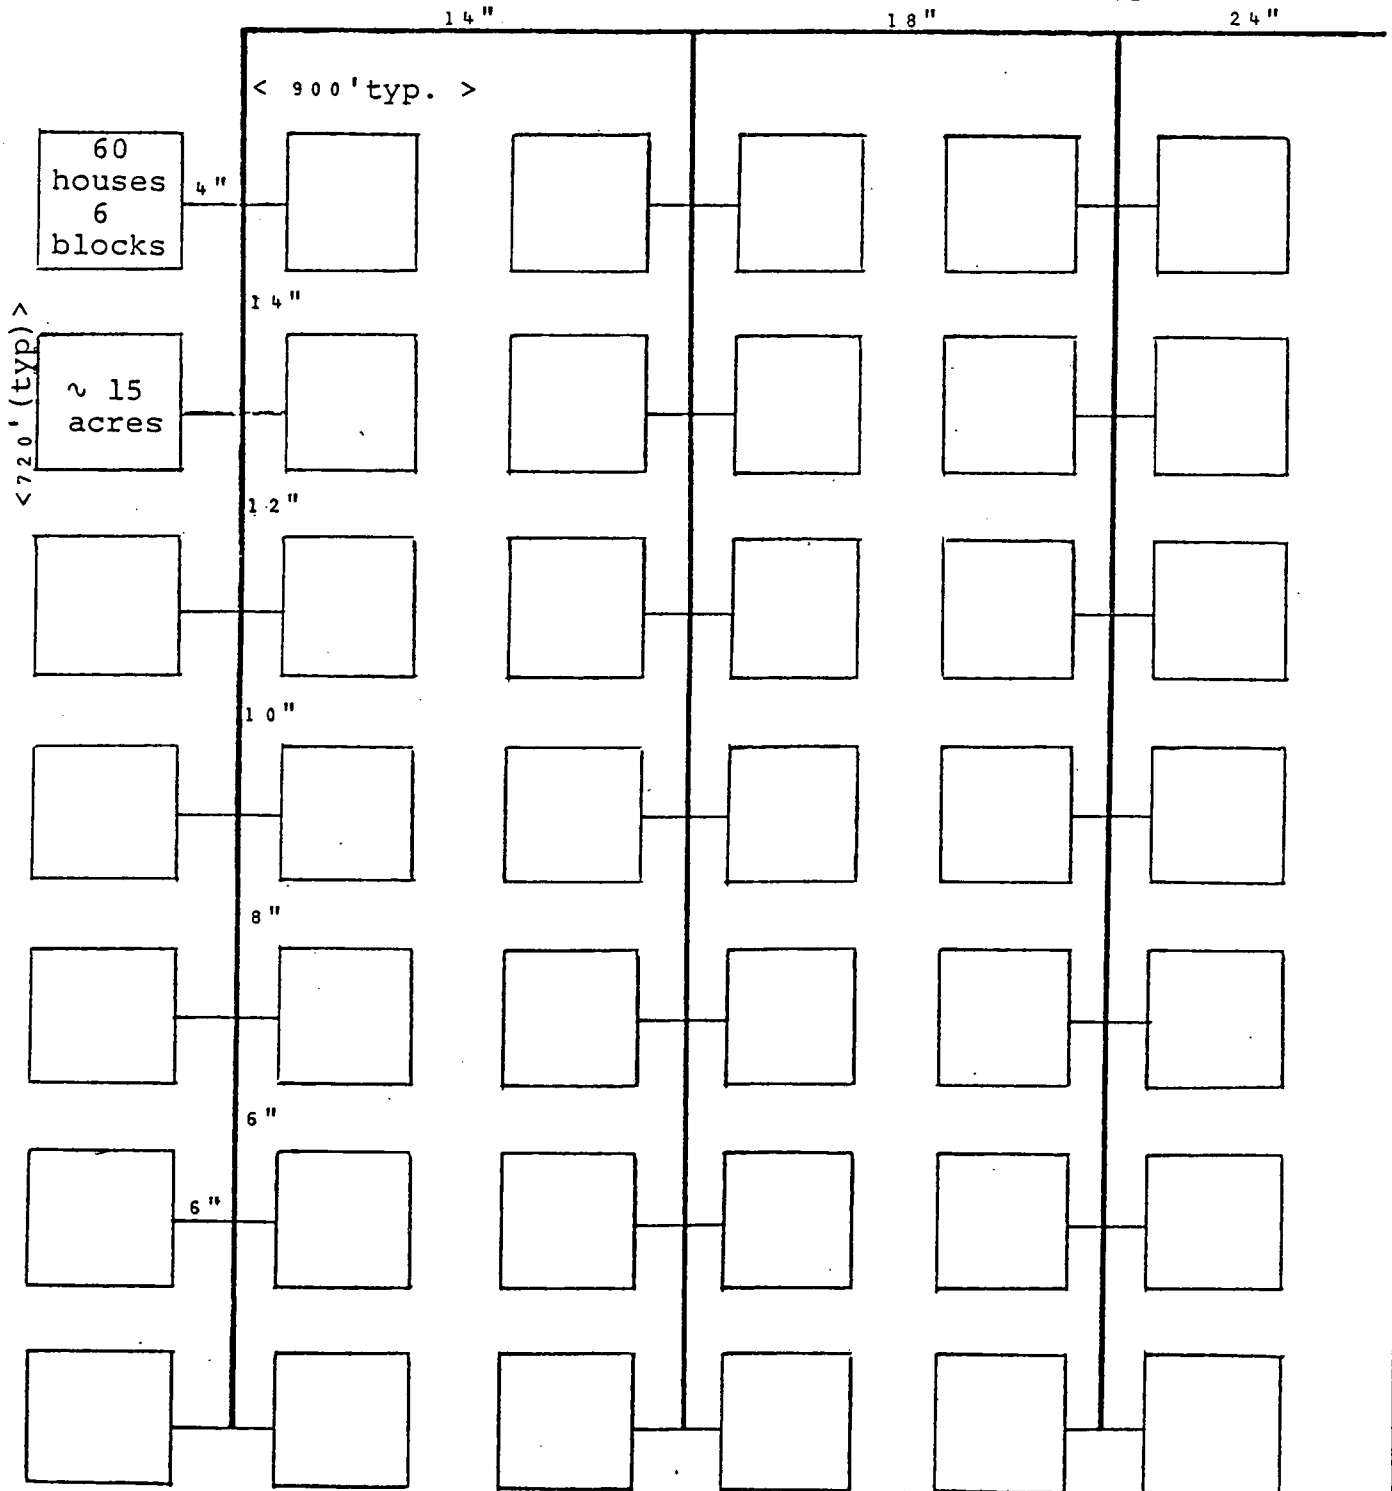 14"
18"
24"
< 900'typ. >
60
houses
6
blocks
4"
14"
<720'(typ)>
~ 15
acres
12"
10"
8"
6"
6"